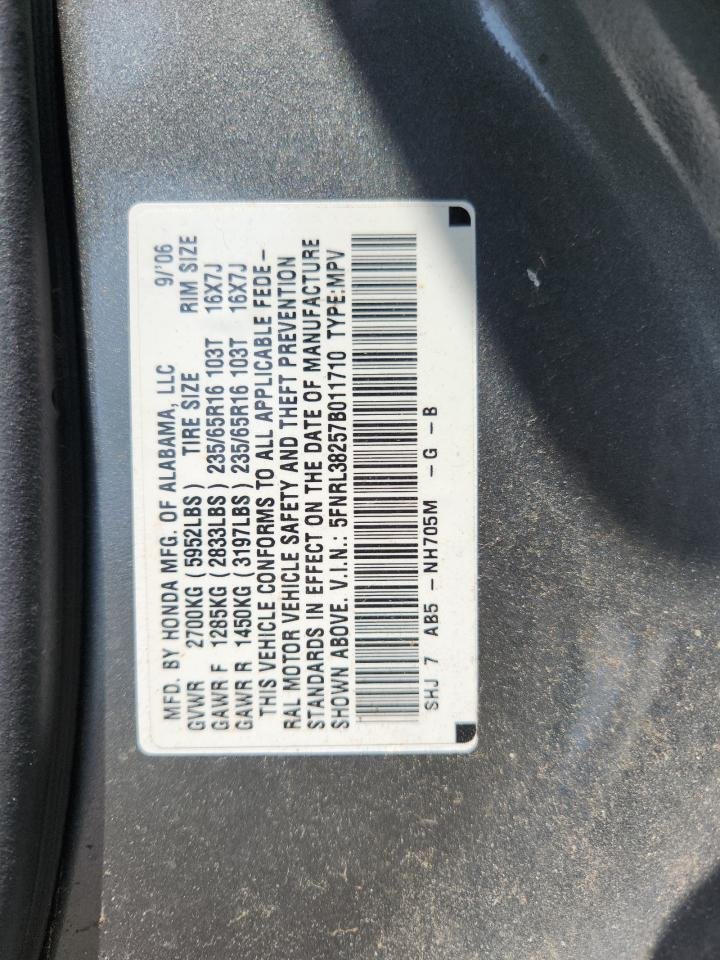 MFD. BY HONDA MFG. OF ALABAMA, LLC 9/'06
GVWR 2700KG (5952LBS) TIRE SIZE RIM SIZE
GAWR F 1285KG (2833LBS) 235/65R16 103T 16X7J
GAWR R 1450KG (3197LBS) 235/65R16 103T 16X7J
THIS VEHICLE CONFORMS TO ALL APPLICABLE FEDE-
RAL MOTOR VEHICLE SAFETY AND THEFT PREVENTION
STANDARDS IN EFFECT ON THE DATE OF MANUFACTURE
SHOWN ABOVE. V.I.N.: 5FNRL38257B011710 TYPE:MPV
SHJ 7 AB5 -NH705M -G -B